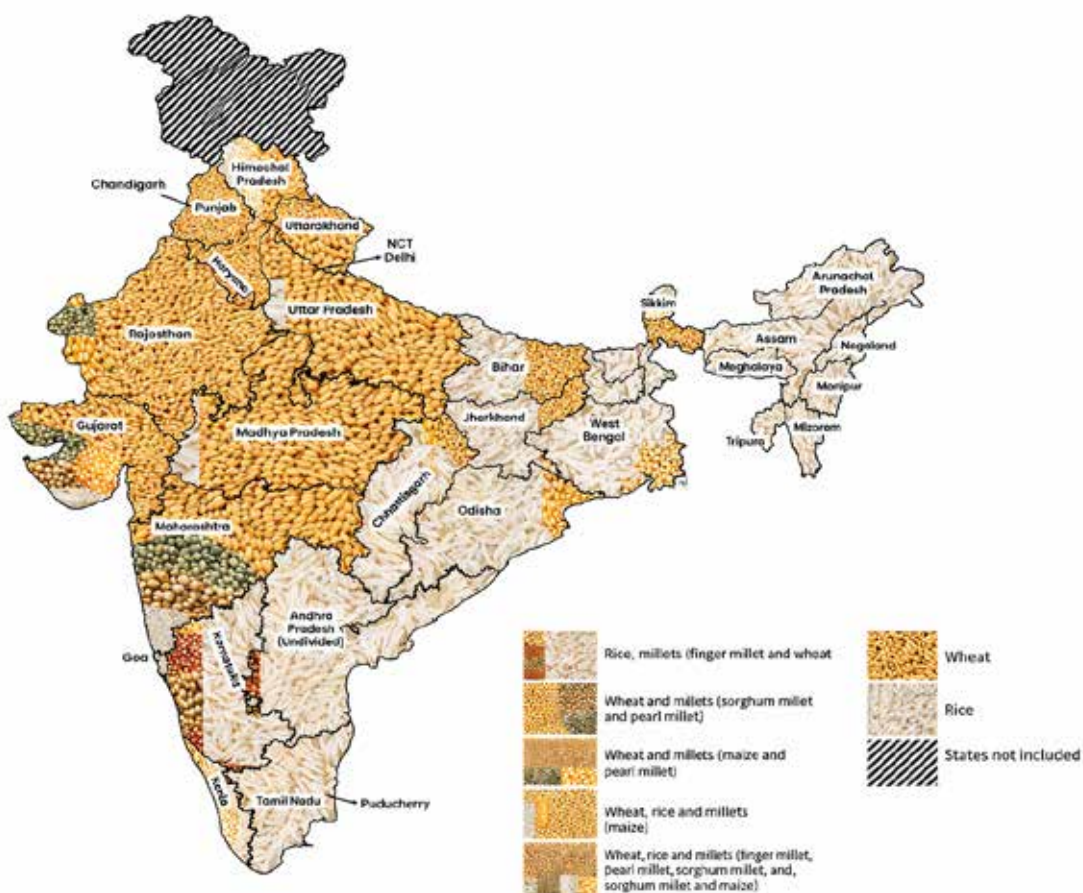 Himachal
Pradesh
Chandigarh
Punjab
Uttarakhand
NCT
Delhi
Haryana
Uttar Pradesh
Rajasthan
Sikkim
Arunachal
Pradesh
Assam
Nagaland
Meghalaya
Manipur
Mizoram
Tripura
Bihar
Jharkhand
West
Bengal
Gujarat
Madhya Pradesh
Chhattisgarh
Odisha
Maharashtra
Andhra
Pradesh
(Undivided)
Goa
Karnataka
Kerala
Tamil Nadu
Puducherry
Rice, millets (finger millet and wheat
Wheat and millets (sorghum millet
and pearl millet)
Wheat and millets (maize and
pearl millet)
Wheat, rice and millets
(maize)
Wheat, rice and millets (finger millet,
pearl millet, sorghum millet, and,
sorghum millet and maize)
Wheat
Rice
States not included